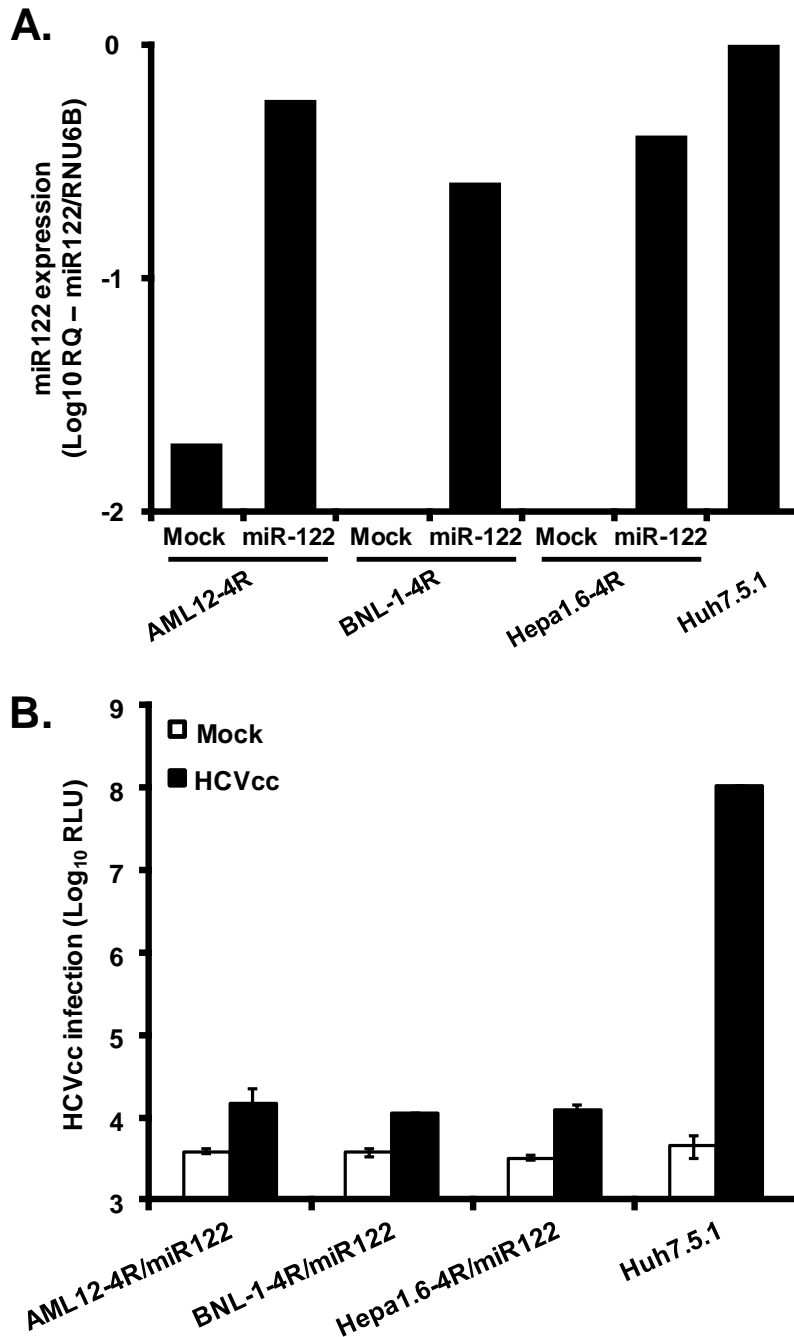 A.
miR122 expression
(Log10 RQ – miR122/RNU6B)
0
-1
-2
Mock miR-122 Mock miR-122 Mock miR-122
AML12-4R
BNL-1-4R
Hepa1.6-4R
Huh7.5.1
B.
HCVcc infection (Log10 RLU)
9
8
7
6
5
4
3
Mock
HCVcc
AML12-4R/miR122
BNL-1-4R/miR122
Hepa1.6-4R/miR122
Huh7.5.1